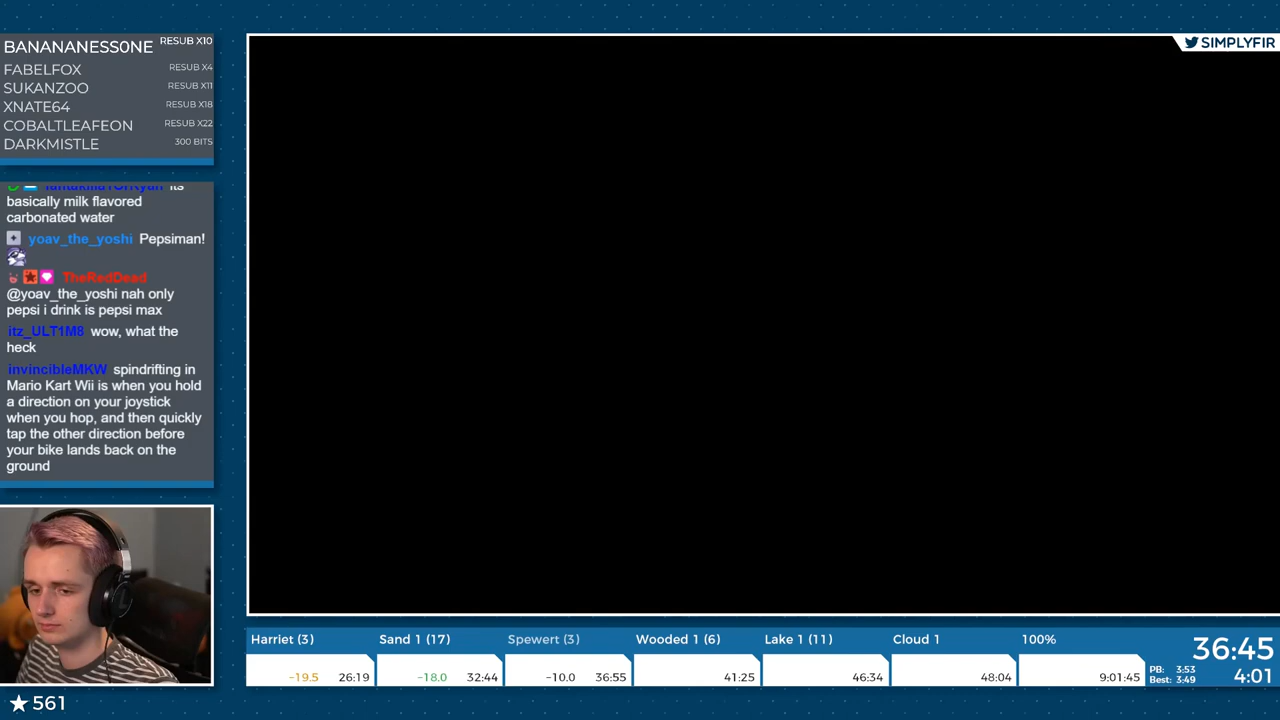 BANANANESS0NE RESUB X10
FABELFOX RESUB X4
SUKANZOO RESUB X11
XNATE64 RESUB X18
COBALTLEAFEON RESUB X22
DARKMISTLE 300 BITS
its
basically milk flavored
carbonated water
yoav_the_yoshi Pepsiman!
TheRedDead
@yoav_the_yoshi nah only
pepsi i drink is pepsi max
itz_ULT1M8 wow, what the
heck
invincibleMKW spindrifting in
Mario Kart Wii is when you hold
a direction on your joystick
when you hop, and then quickly
tap the other direction before
your bike lands back on the
ground
561
SIMPLYFIR
Harriet (3) Sand 1 (17) Spewert (3) Wooded 1 (6) Lake 1 (11) Cloud 1 100%
-19.5 26:19 -18.0 32:44 -10.0 36:55 41:25 46:34 48:04 9:01:45
36:45
PB: 3:53
Best: 3:49
4:01